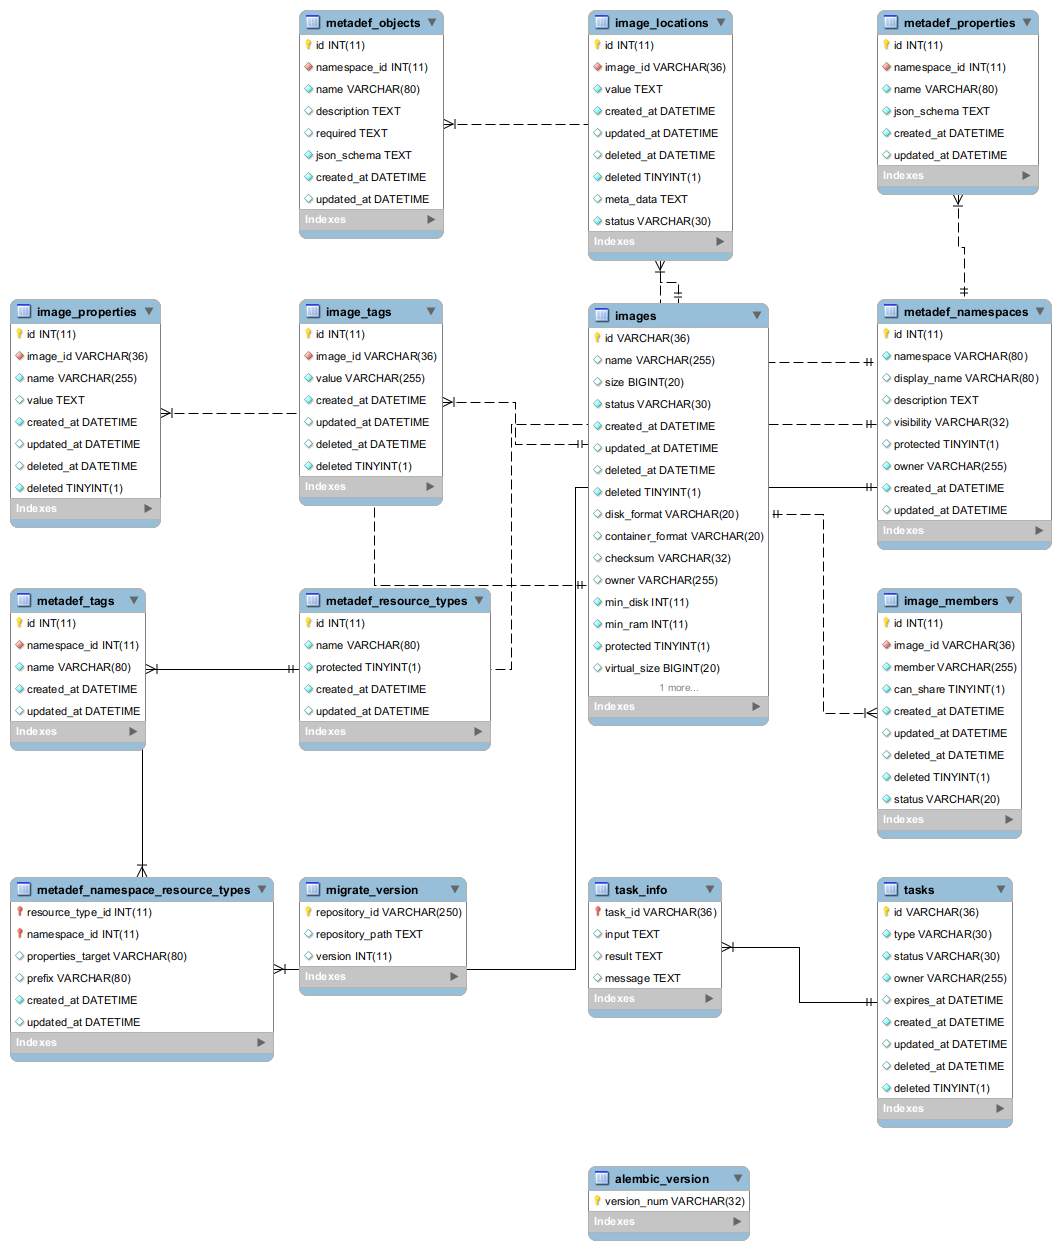 metadef_objects
id INT(11)
namespace_id INT(11)
name VARCHAR(80)
description TEXT
required TEXT
json_schema TEXT
created_at DATETIME
updated_at DATETIME
Indexes
image_locations
id INT(11)
image_id VARCHAR(36)
value TEXT
created_at DATETIME
updated_at DATETIME
deleted_at DATETIME
deleted TINYINT(1)
meta_data TEXT
status VARCHAR(30)
Indexes
metadef_properties
id INT(11)
namespace_id INT(11)
name VARCHAR(80)
json_schema TEXT
created_at DATETIME
updated_at DATETIME
Indexes
image_properties
id INT(11)
image_id VARCHAR(36)
name VARCHAR(255)
value TEXT
created_at DATETIME
updated_at DATETIME
deleted_at DATETIME
deleted TINYINT(1)
Indexes
image_tags
id INT(11)
image_id VARCHAR(36)
value VARCHAR(255)
created_at DATETIME
updated_at DATETIME
deleted_at DATETIME
deleted TINYINT(1)
Indexes
images
id VARCHAR(36)
name VARCHAR(255)
size BIGINT(20)
status VARCHAR(30)
created_at DATETIME
updated_at DATETIME
deleted_at DATETIME
deleted TINYINT(1)
disk_format VARCHAR(20)
container_format VARCHAR(20)
checksum VARCHAR(32)
owner VARCHAR(255)
min_disk INT(11)
min_ram INT(11)
protected TINYINT(1)
virtual_size BIGINT(20)
1 more...
Indexes
metadef_namespaces
id INT(11)
namespace VARCHAR(80)
display_name VARCHAR(80)
description TEXT
visibility VARCHAR(32)
protected TINYINT(1)
owner VARCHAR(255)
created_at DATETIME
updated_at DATETIME
Indexes
metadef_tags
id INT(11)
namespace_id INT(11)
name VARCHAR(80)
created_at DATETIME
updated_at DATETIME
Indexes
metadef_resource_types
id INT(11)
name VARCHAR(80)
protected TINYINT(1)
created_at DATETIME
updated_at DATETIME
Indexes
image_members
id INT(11)
image_id VARCHAR(36)
member VARCHAR(255)
can_share TINYINT(1)
created_at DATETIME
updated_at DATETIME
deleted_at DATETIME
deleted TINYINT(1)
status VARCHAR(20)
Indexes
metadef_namespace_resource_types
resource_type_id INT(11)
namespace_id INT(11)
properties_target VARCHAR(80)
prefix VARCHAR(80)
created_at DATETIME
updated_at DATETIME
Indexes
migrate_version
repository_id VARCHAR(250)
repository_path TEXT
version INT(11)
Indexes
task_info
task_id VARCHAR(36)
input TEXT
result TEXT
message TEXT
Indexes
tasks
id VARCHAR(36)
type VARCHAR(30)
status VARCHAR(30)
owner VARCHAR(255)
expires_at DATETIME
created_at DATETIME
updated_at DATETIME
deleted_at DATETIME
deleted TINYINT(1)
Indexes
alembic_version
version_num VARCHAR(32)
Indexes